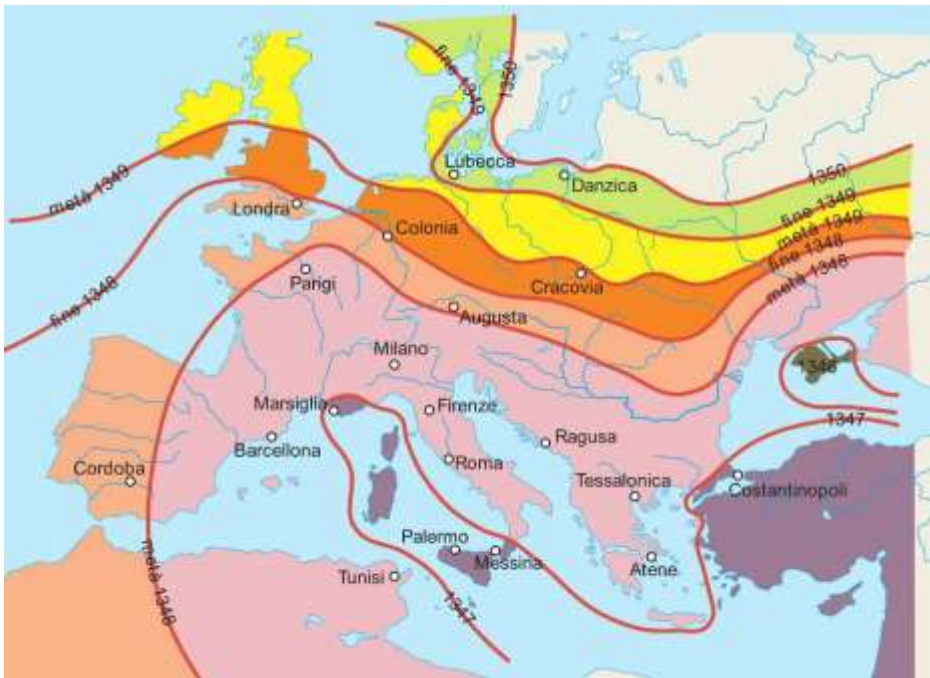 fine 1349
1350
Lubecca
Danzica
1350
fine 1349
metà 1349
fine 1348
metà 1348
metà 1349
Londra
Colonia
fine 1348
Parigi
Cracovia
Augusta
Milano
1346
Marsiglia
Firenze
1347
Barcellona
Ragusa
Roma
Cordoba
Tessalonica
Costantinopoli
Palermo
Messina
Atene
metà 1348
Tunisi
1347